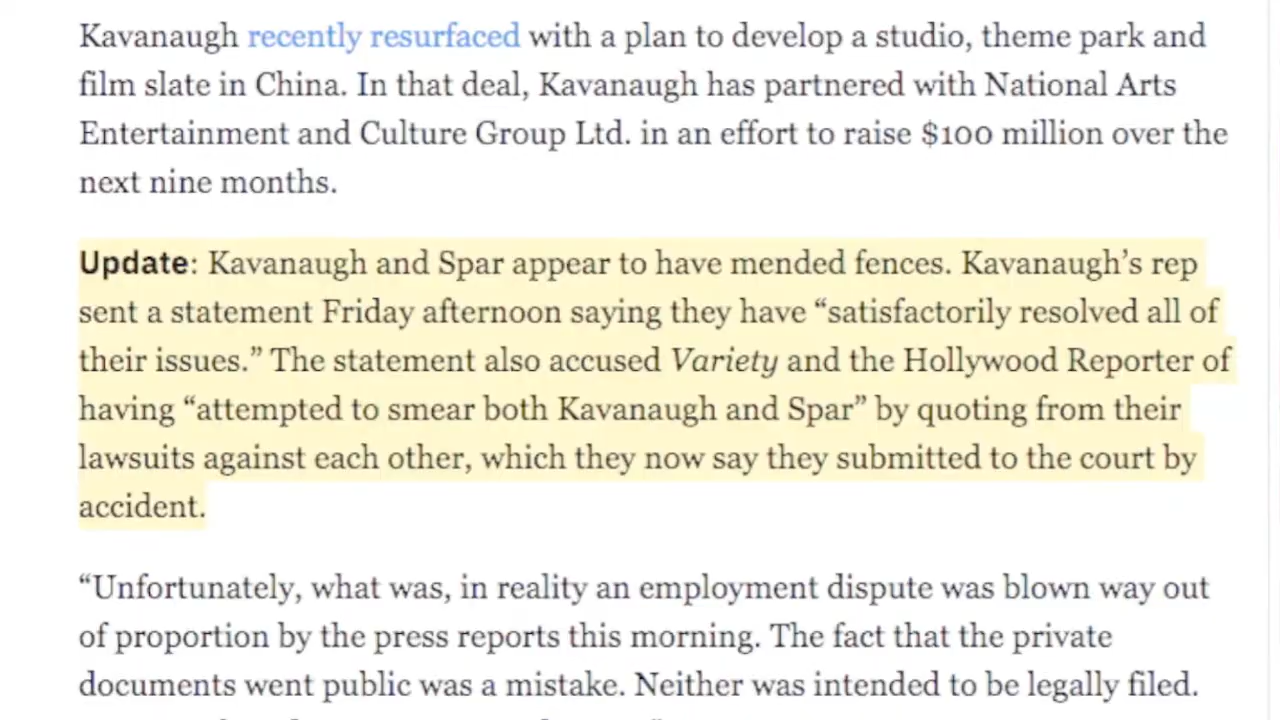 Kavanaugh recently resurfaced with a plan to develop a studio, theme park and
film slate in China. In that deal, Kavanaugh has partnered with National Arts
Entertainment and Culture Group Ltd. in an effort to raise $100 million over the
next nine months.
Update: Kavanaugh and Spar appear to have mended fences. Kavanaugh’s rep
sent a statement Friday afternoon saying they have “satisfactorily resolved all of
their issues.” The statement also accused Variety and the Hollywood Reporter of
having “attempted to smear both Kavanaugh and Spar” by quoting from their
lawsuits against each other, which they now say they submitted to the court by
accident.
“Unfortunately, what was, in reality an employment dispute was blown way out
of proportion by the press reports this morning. The fact that the private
documents went public was a mistake. Neither was intended to be legally filed.